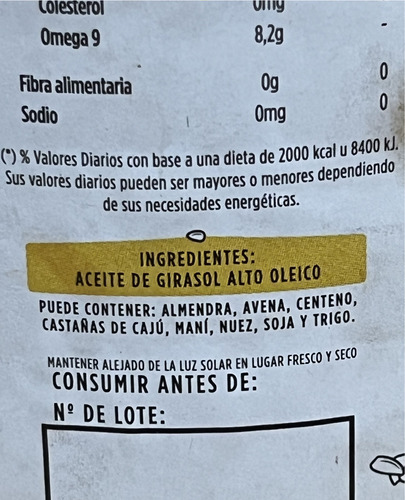 Colesterol 0mg
Omega 9 8,2g -
Fibra alimentaria 0g 0
Sodio 0mg 0
(*) % Valores Diarios con base a una dieta de 2000 kcal u 8400 kJ.
Sus valores diarios pueden ser mayores o menores dependiendo
de sus necesidades energéticas.
INGREDIENTES:
ACEITE DE GIRASOL ALTO OLEICO
PUEDE CONTENER: ALMENDRA, AVENA, CENTENO,
CASTAÑAS DE CAJÚ, MANÍ, NUEZ, SOJA Y TRIGO.
MANTENER ALEJADO DE LA LUZ SOLAR EN LUGAR FRESCO Y SECO
CONSUMIR ANTES DE:
Nº DE LOTE: